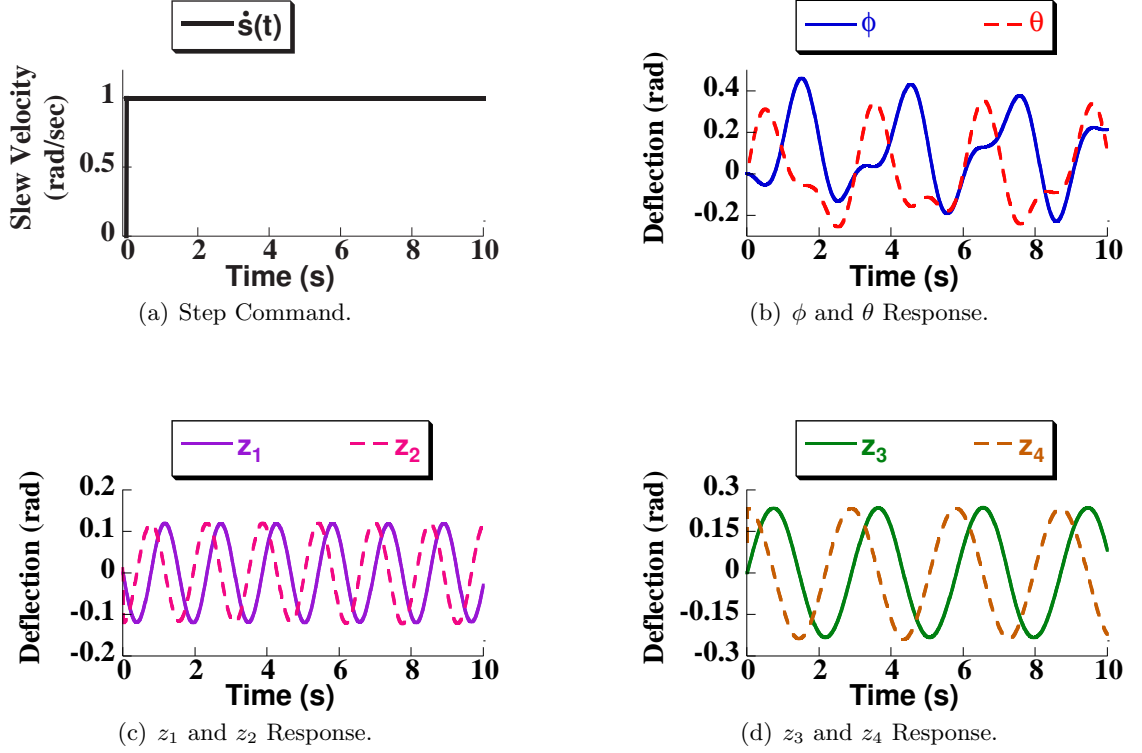 ṡ(t)
Slew Velocity
(rad/sec)
1
0.5
0
0 2 4 6 8 10
Time (s)
(a) Step Command.
ϕ θ
Deflection (rad)
0.4
0.2
0
-0.2
0 2 4 6 8 10
Time (s)
(b) ϕ and θ Response.
z₁ z₂
Deflection (rad)
0.2
0.1
0
-0.1
-0.2
0 2 4 6 8 10
Time (s)
(c) z₁ and z₂ Response.
z₃ z₄
Deflection (rad)
0.3
0.15
0
-0.15
-0.3
0 2 4 6 8 10
Time (s)
(d) z₃ and z₄ Response.